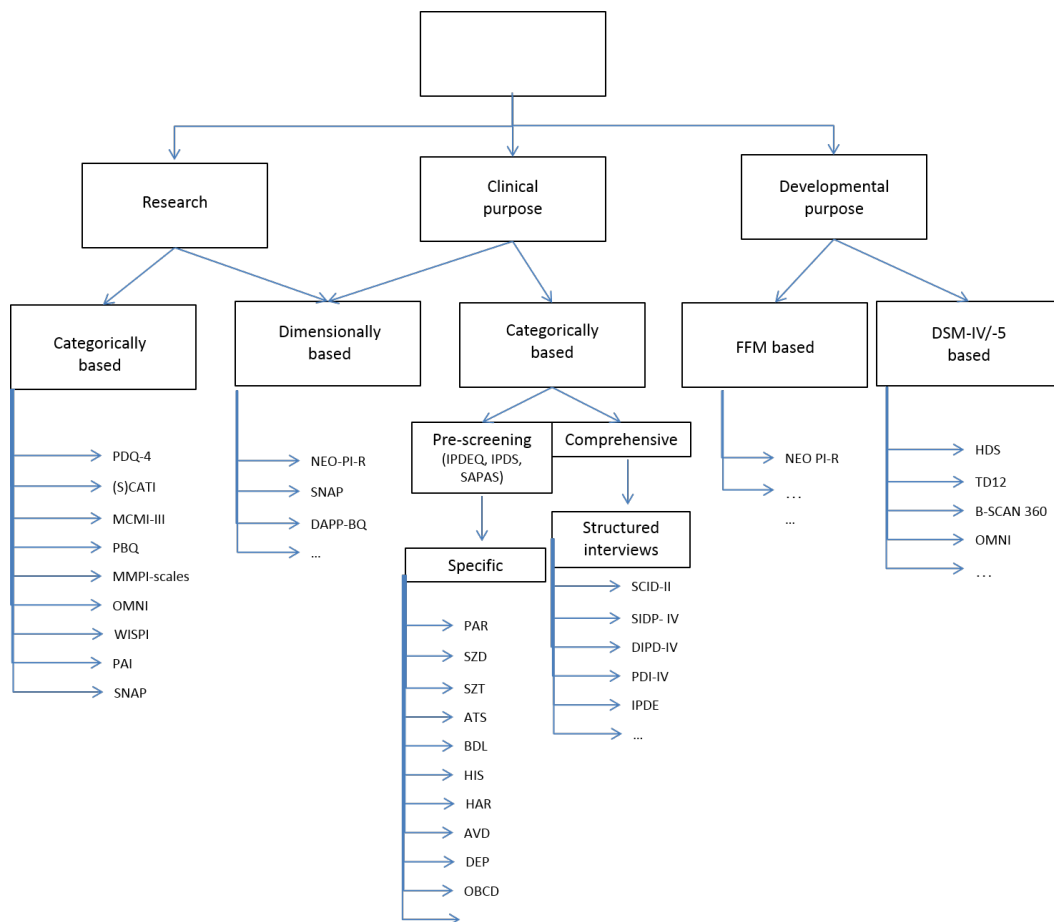 Research
Clinical
purpose
Developmental
purpose
Categorically
based
Dimensionally
based
Categorically
based
FFM based
DSM-IV/-5
based
Pre-screening
(IPDEQ, IPDS,
SAPAS)
Comprehensive
Structured
interviews
Specific
PDQ-4
(S)CATI
MCMI-III
PBQ
MMPI-scales
OMNI
WISPI
PAI
SNAP
NEO-PI-R
SNAP
DAPP-BQ
...
PAR
SZD
SZT
ATS
BDL
HIS
HAR
AVD
DEP
OBCD
SCID-II
SIDP- IV
DIPD-IV
PDI-IV
IPDE
...
NEO PI-R
...
...
HDS
TD12
B-SCAN 360
OMNI
...